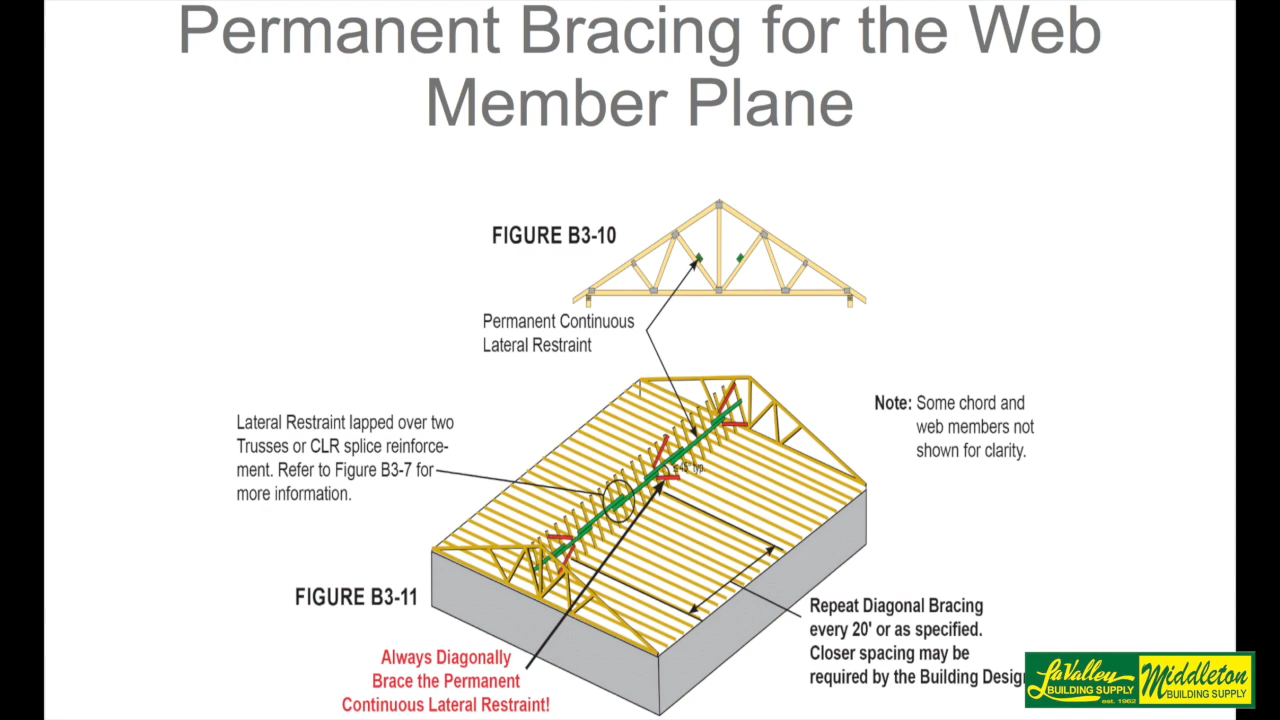 Permanent Bracing for the Web
Member Plane
FIGURE B3-10
Permanent Continuous
Lateral Restraint
Note: Some chord and
web members not
shown for clarity.
Lateral Restraint lapped over two
Trusses or CLR splice reinforce-
ment. Refer to Figure B3-7 for
more information.
≤45° typ.
FIGURE B3-11
Repeat Diagonal Bracing
every 20' or as specified.
Closer spacing may be
required by the Building
Always Diagonally
Brace the Permanent
Continuous Lateral Restraint!
LaValley
BUILDING SUPPLY
est. 1962
Middleton
BUILDING SUPPLY